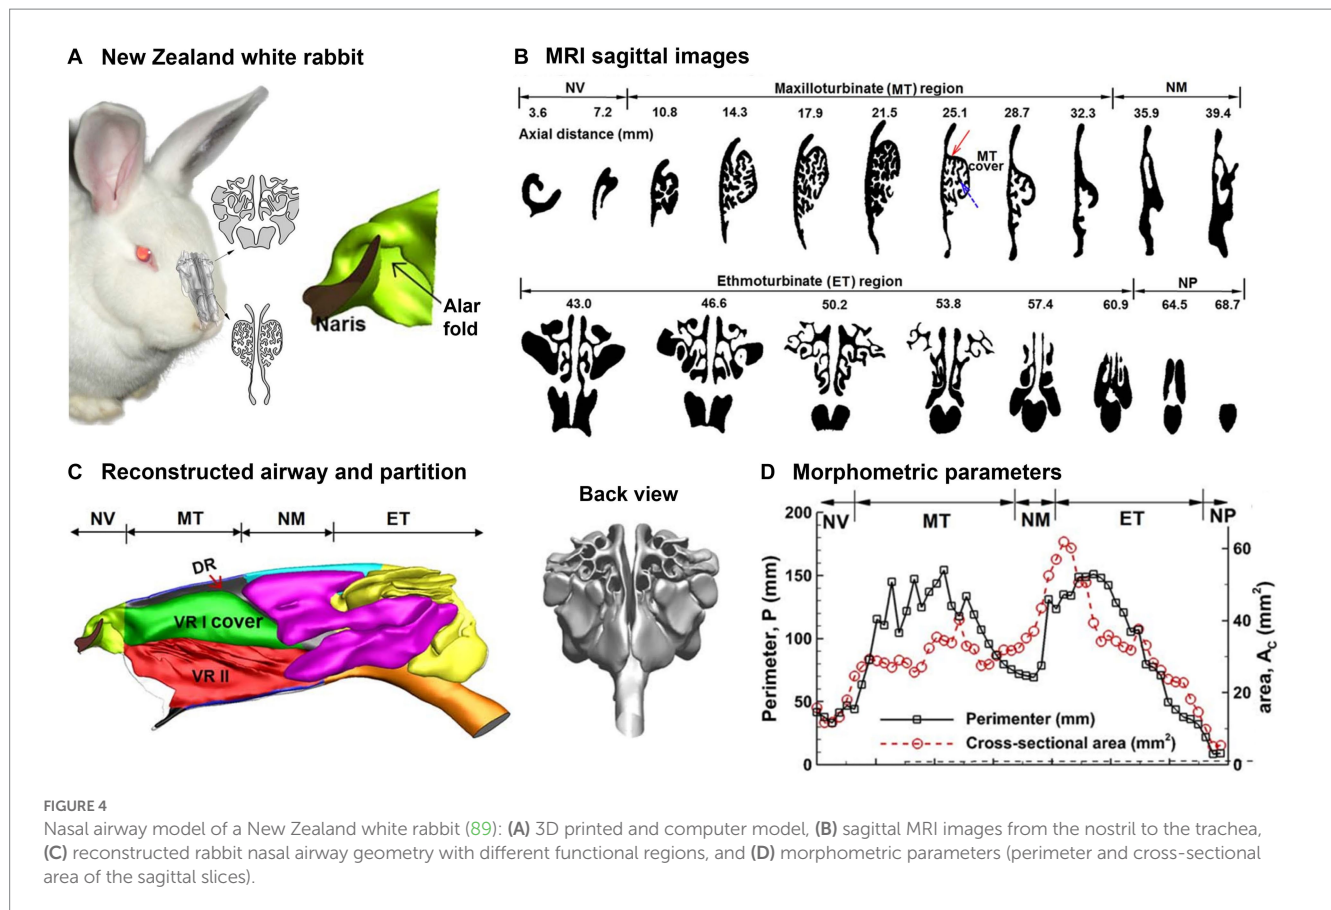 A New Zealand white rabbit
Naris
Alar
fold
B MRI sagittal images
NV Maxilloturbinate (MT) region NM
3.6 7.2 10.8 14.3 17.9 21.5 25.1 28.7 32.3 35.9 39.4
Axial distance (mm)
MT
cover
Ethmoturbinate (ET) region NP
43.0 46.6 50.2 53.8 57.4 60.9 64.5 68.7
C Reconstructed airway and partition
NV MT NM ET
DR
VR I cover
VR II
Back view
D Morphometric parameters
NV MT NM ET NP
Perimeter, P (mm)
200
150
100
50
0
area, Ac (mm²)
60
40
20
0
Perimenter (mm)
Cross-sectional area (mm²)
FIGURE 4
Nasal airway model of a New Zealand white rabbit (89): (A) 3D printed and computer model, (B) sagittal MRI images from the nostril to the trachea,
(C) reconstructed rabbit nasal airway geometry with different functional regions, and (D) morphometric parameters (perimeter and cross-sectional
area of the sagittal slices).